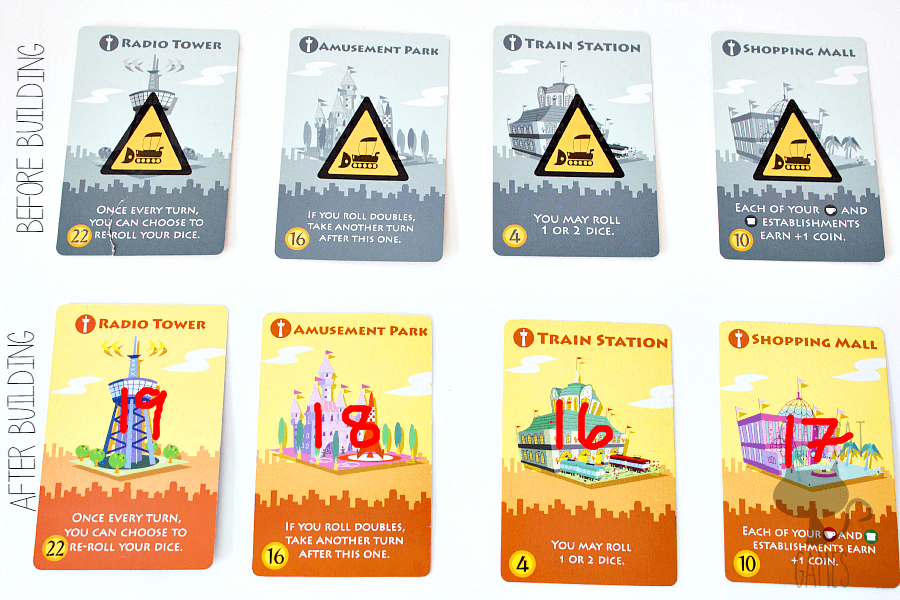 BEFORE BUILDING
RADIO TOWER
ONCE EVERY TURN,
YOU CAN CHOOSE TO
RE-ROLL YOUR DICE.
22
AMUSEMENT PARK
IF YOU ROLL DOUBLES,
TAKE ANOTHER TURN
AFTER THIS ONE.
16
TRAIN STATION
YOU MAY ROLL
1 OR 2 DICE.
4
SHOPPING MALL
EACH OF YOUR AND
ESTABLISHMENTS
EARN +1 COIN.
10
AFTER BUILDING
RADIO TOWER
19
ONCE EVERY TURN,
YOU CAN CHOOSE TO
RE-ROLL YOUR DICE.
22
AMUSEMENT PARK
18
IF YOU ROLL DOUBLES,
TAKE ANOTHER TURN
AFTER THIS ONE.
16
TRAIN STATION
16
YOU MAY ROLL
1 OR 2 DICE.
4
SHOPPING MALL
17
EACH OF YOUR AND
ESTABLISHMENTS EARN
+1 COIN.
10
GAMES